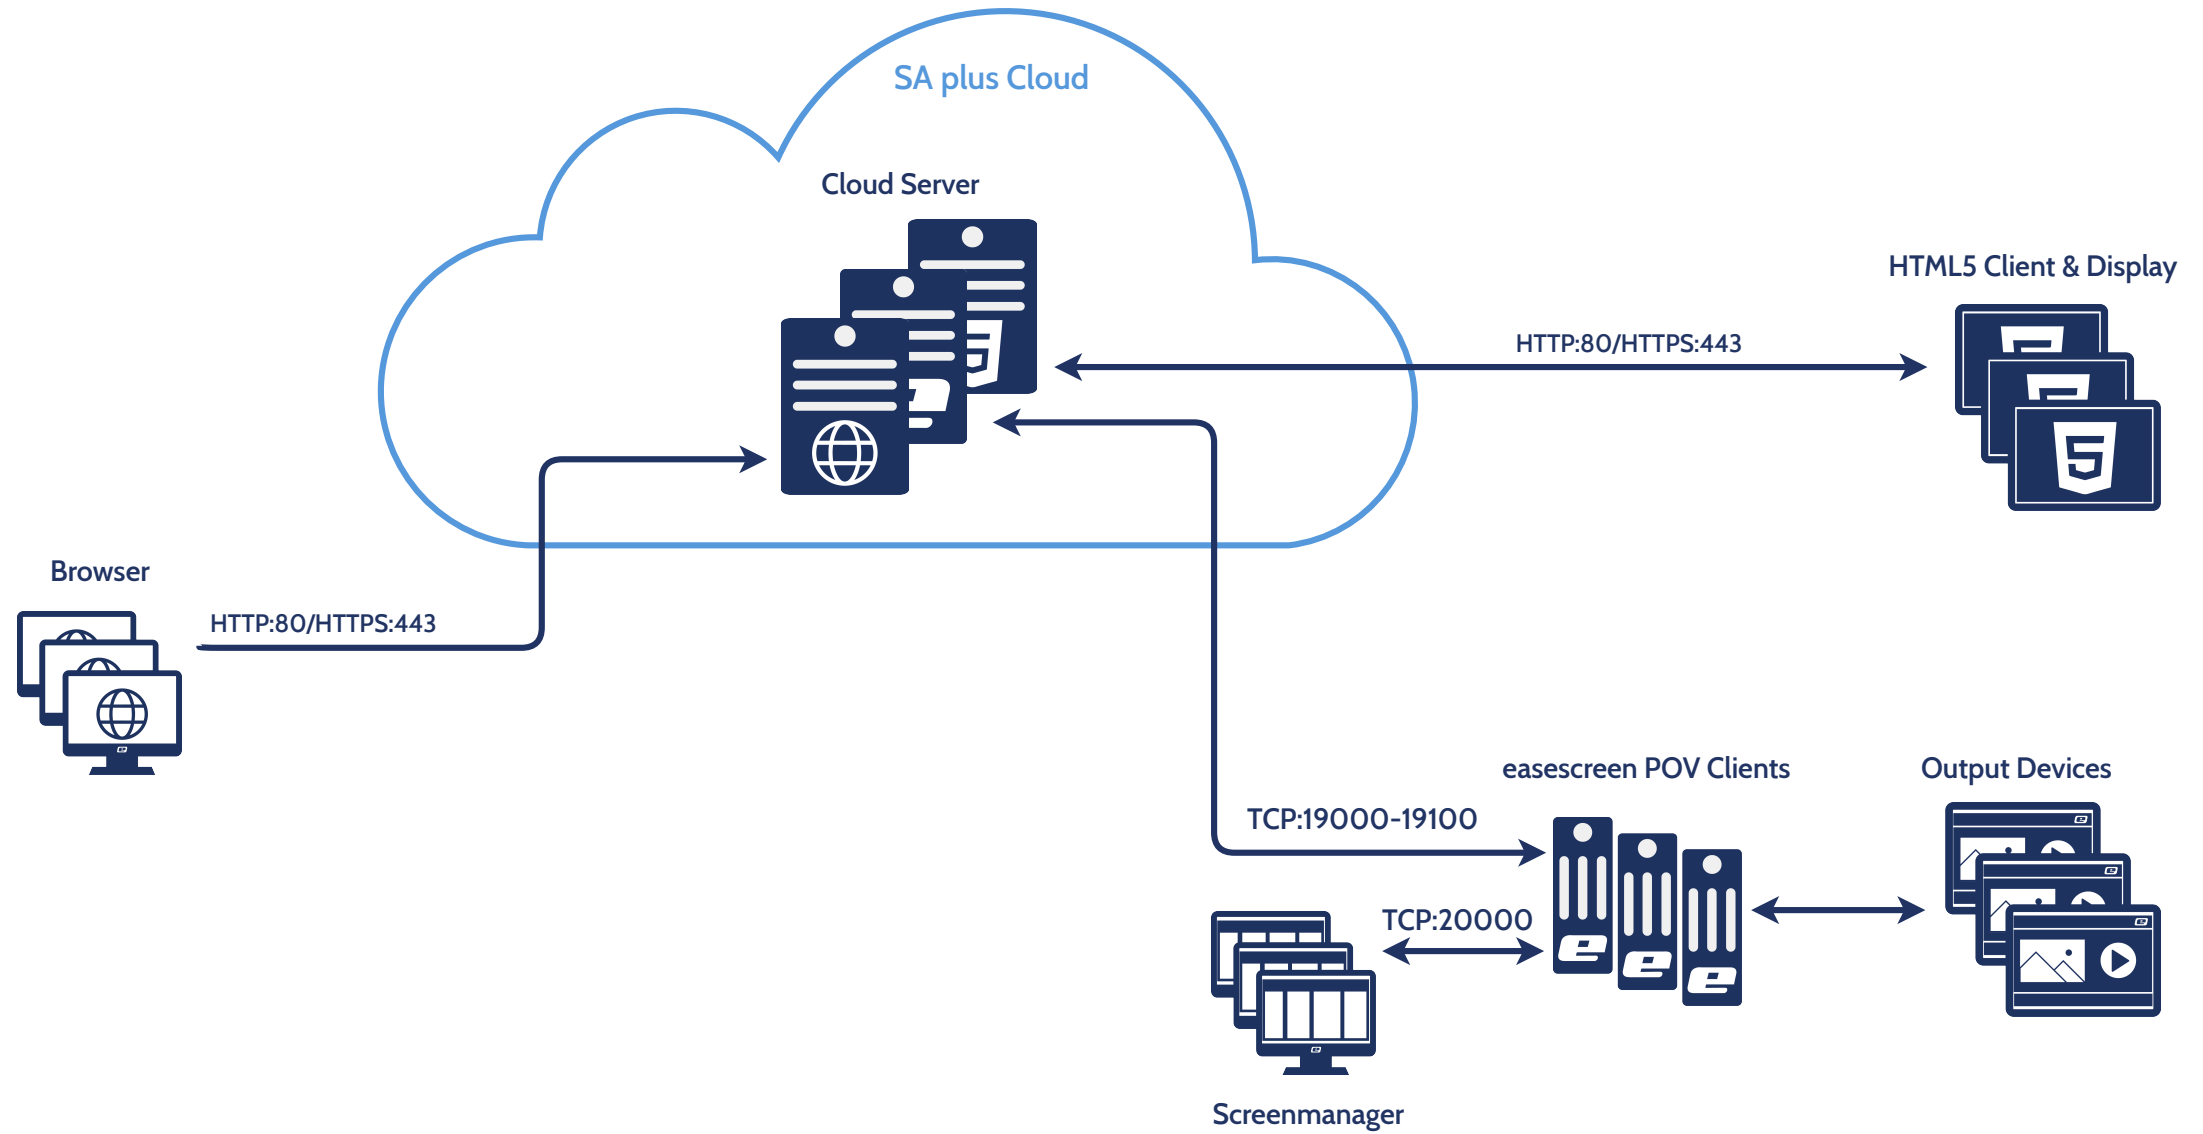 SA plus Cloud
Cloud Server
HTML5 Client & Display
HTTP:80/HTTPS:443
Browser
HTTP:80/HTTPS:443
easescreen POV Clients
Output Devices
TCP:19000-19100
TCP:20000
Screenmanager